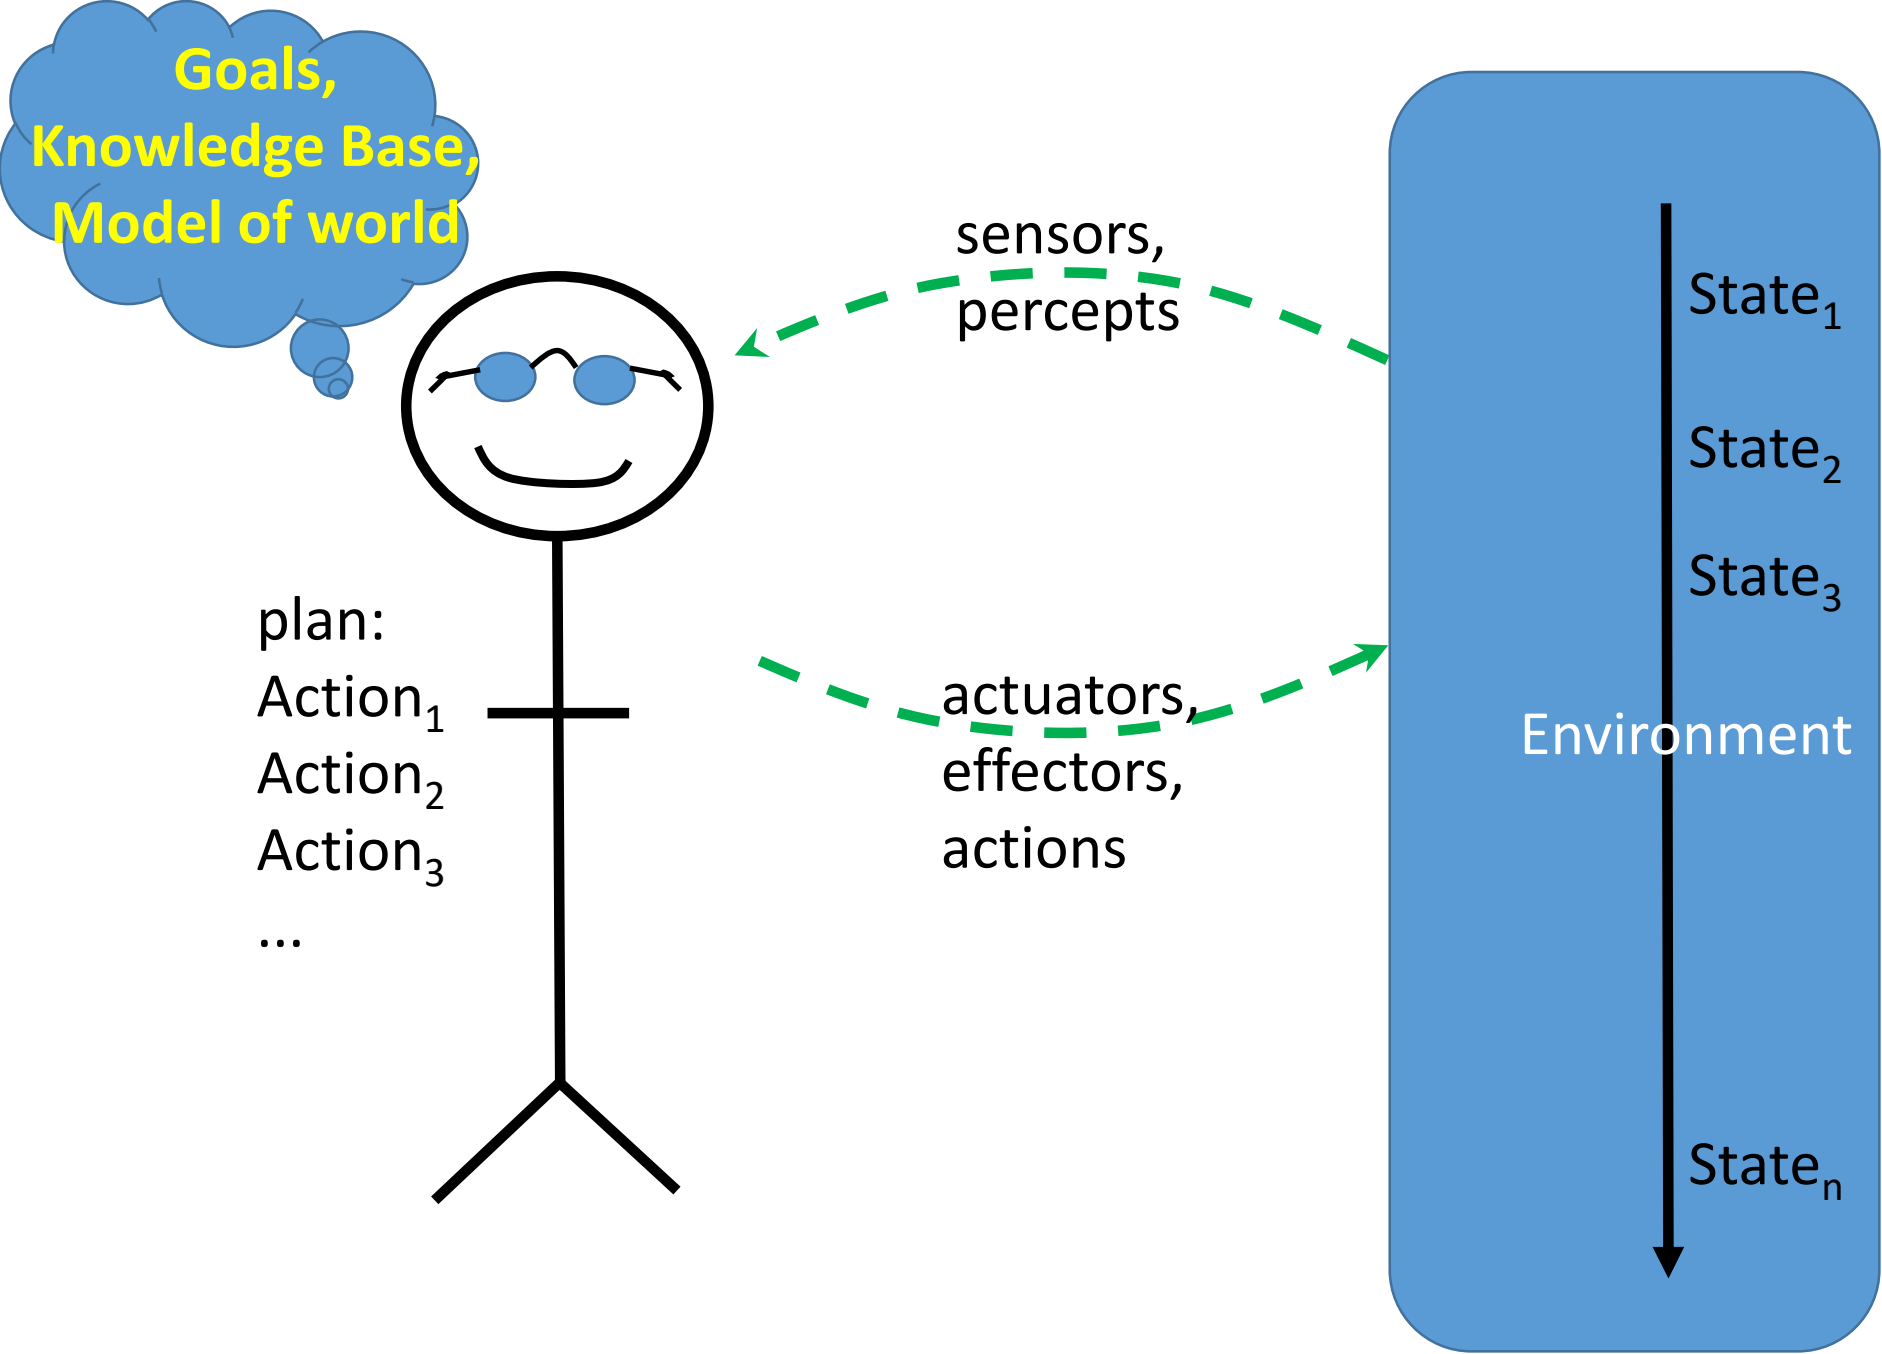 Goals,
Knowledge Base,
Model of world
sensors,
percepts
State₁
State₂
State₃
plan:
Action₁
Action₂
Action₃
...
actuators,
effectors,
actions
Environment
Stateₙ